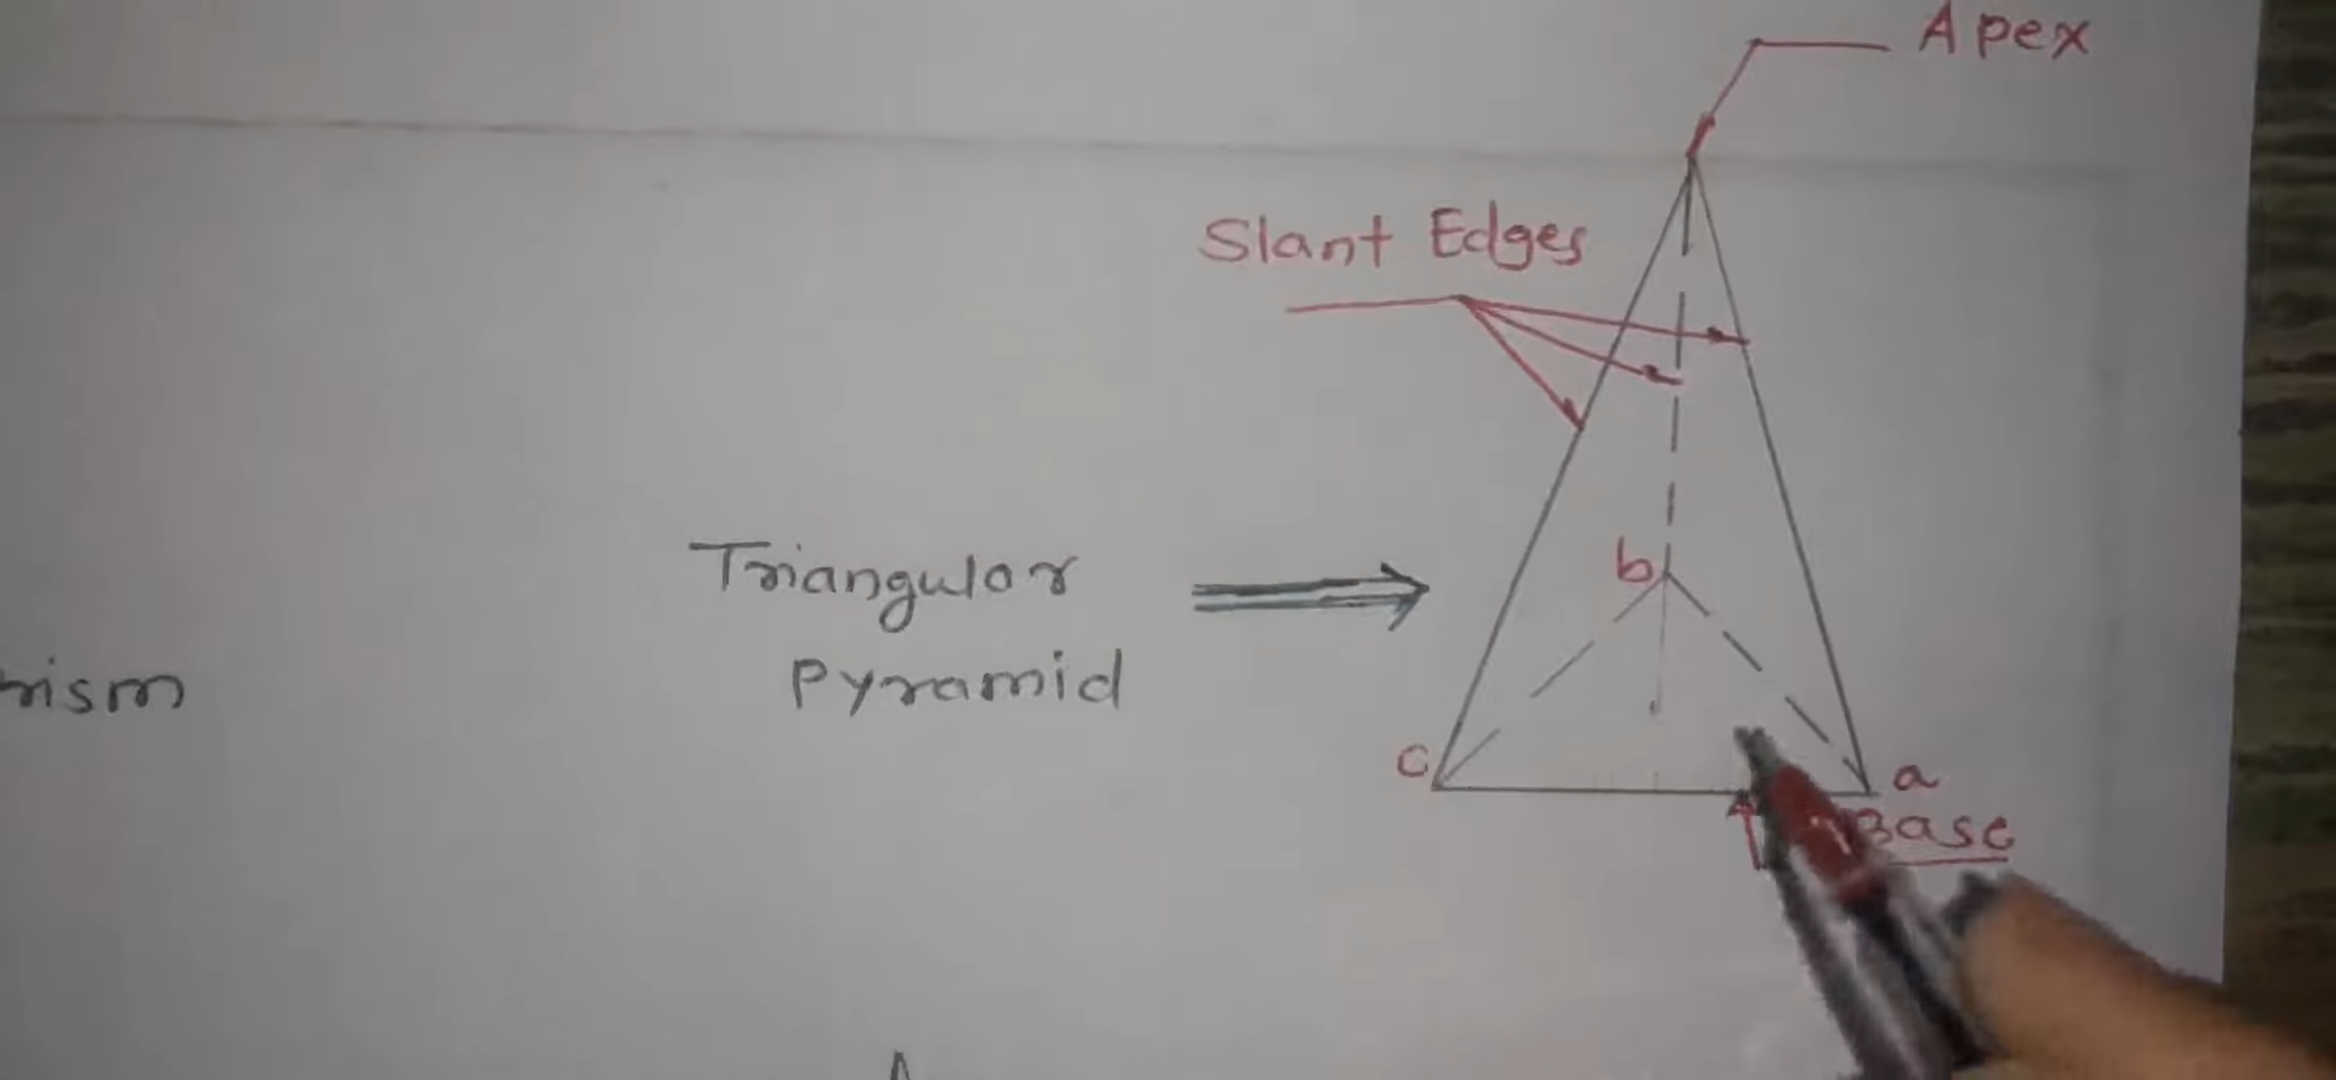 Apex
Slant Edges
Triangular
Pyramid
b
c
a
Base